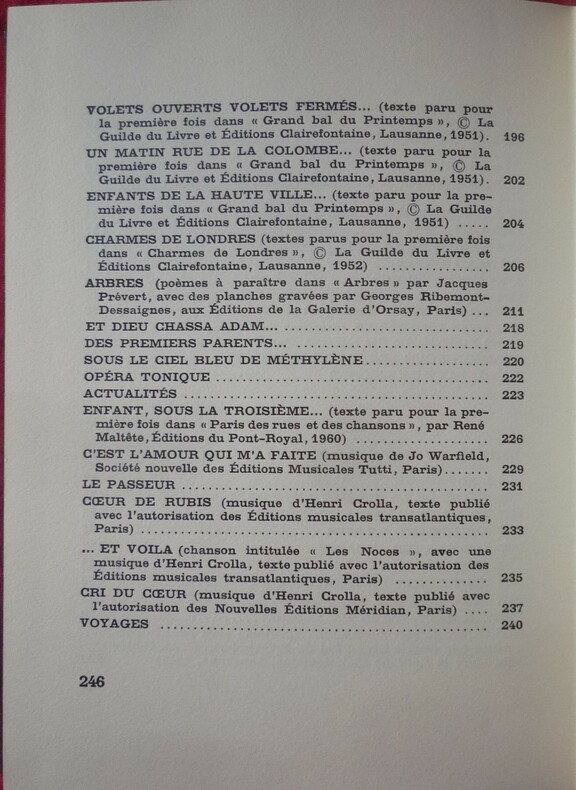 VOLETS OUVERTS VOLETS FERMÉS... (texte paru pour
la première fois dans « Grand bal du Printemps », © La
Guilde du Livre et Éditions Clairefontaine, Lausanne, 1951). 196
UN MATIN RUE DE LA COLOMBE... (texte paru pour la
première fois dans « Grand bal du Printemps », © La
Guilde du Livre et Éditions Clairefontaine, Lausanne, 1951). 202
ENFANTS DE LA HAUTE VILLE... (texte paru pour la pre-
mière fois dans « Grand bal du Printemps », © La Guilde
du Livre et Éditions Clairefontaine, Lausanne, 1951) ..... 204
CHARMES DE LONDRES (textes parus pour la première fois
dans « Charmes de Londres », © La Guilde du Livre et
Éditions Clairefontaine, Lausanne, 1952) .................. 206
ARBRES (poèmes à paraître dans « Arbres » par Jacques
Prévert, avec des planches gravées par Georges Ribemont-
Dessaignes, aux Éditions de la Galerie d'Orsay, Paris) ... 211
ET DIEU CHASSA ADAM... ................................. 218
DES PREMIERS PARENTS... ............................... 219
SOUS LE CIEL BLEU DE MÉTHYLÈNE .................... 220
OPÉRA TONIQUE ............................................ 222
ACTUALITÉS ................................................. 223
ENFANT, SOUS LA TROISIÈME... (texte paru pour la pre-
mière fois dans « Paris des rues et des chansons », par René
Maltête, Éditions du Pont-Royal, 1960) ..................... 226
C'EST L'AMOUR QUI M'A FAITE (musique de Jo Warfield,
Société nouvelle des Éditions Musicales Tutti, Paris)....... 229
LE PASSEUR .................................................. 231
CŒUR DE RUBIS (musique d'Henri Crolla, texte publié
avec l'autorisation des Éditions musicales transatlantiques,
Paris) ........................................................ 233
... ET VOILA (chanson intitulée « Les Noces », avec une
musique d'Henri Crolla, texte publié avec l'autorisation des
Éditions musicales transatlantiques, Paris) .............. 235
CRI DU CŒUR (musique d'Henri Crolla, texte publié avec
l'autorisation des Nouvelles Éditions Méridian, Paris) .... 237
VOYAGES ..................................................... 240
246